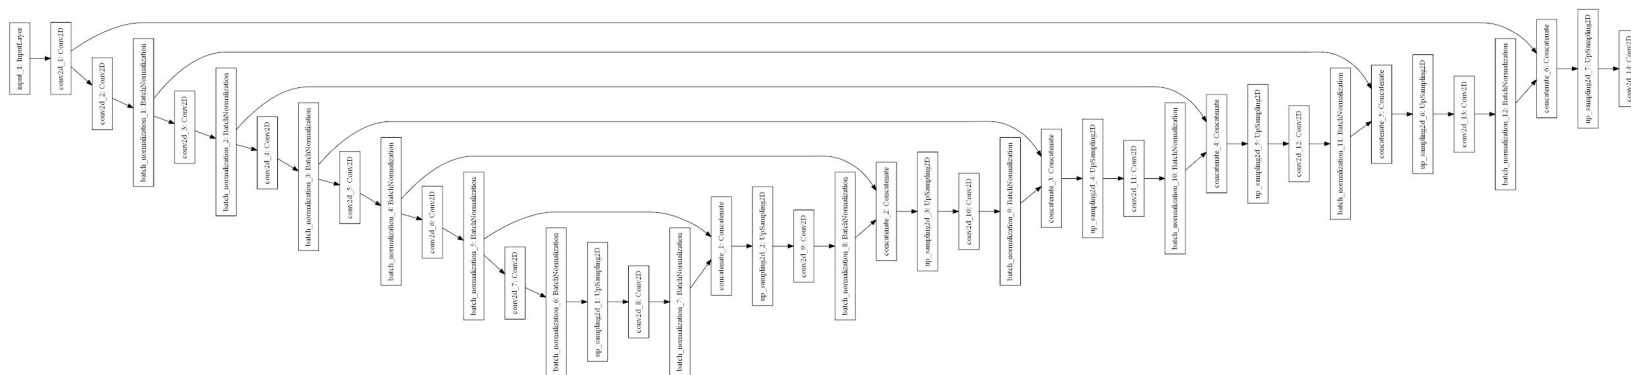 input_1: InputLayer
conv2d_1: Conv2D
conv2d_2: Conv2D
batch_normalization_1: BatchNormalization
conv2d_3: Conv2D
batch_normalization_2: BatchNormalization
conv2d_4: Conv2D
batch_normalization_3: BatchNormalization
conv2d_5: Conv2D
batch_normalization_4: BatchNormalization
conv2d_6: Conv2D
batch_normalization_5: BatchNormalization
conv2d_7: Conv2D
batch_normalization_6: BatchNormalization
up_sampling2d_1: UpSampling2D
conv2d_8: Conv2D
batch_normalization_7: BatchNormalization
concatenate_1: Concatenate
up_sampling2d_2: UpSampling2D
conv2d_9: Conv2D
batch_normalization_8: BatchNormalization
concatenate_2: Concatenate
up_sampling2d_3: UpSampling2D
conv2d_10: Conv2D
batch_normalization_9: BatchNormalization
concatenate_3: Concatenate
up_sampling2d_4: UpSampling2D
conv2d_11: Conv2D
batch_normalization_10: BatchNormalization
concatenate_4: Concatenate
up_sampling2d_5: UpSampling2D
conv2d_12: Conv2D
batch_normalization_11: BatchNormalization
concatenate_5: Concatenate
up_sampling2d_6: UpSampling2D
conv2d_13: Conv2D
batch_normalization_12: BatchNormalization
concatenate_6: Concatenate
up_sampling2d_7: UpSampling2D
conv2d_14: Conv2D